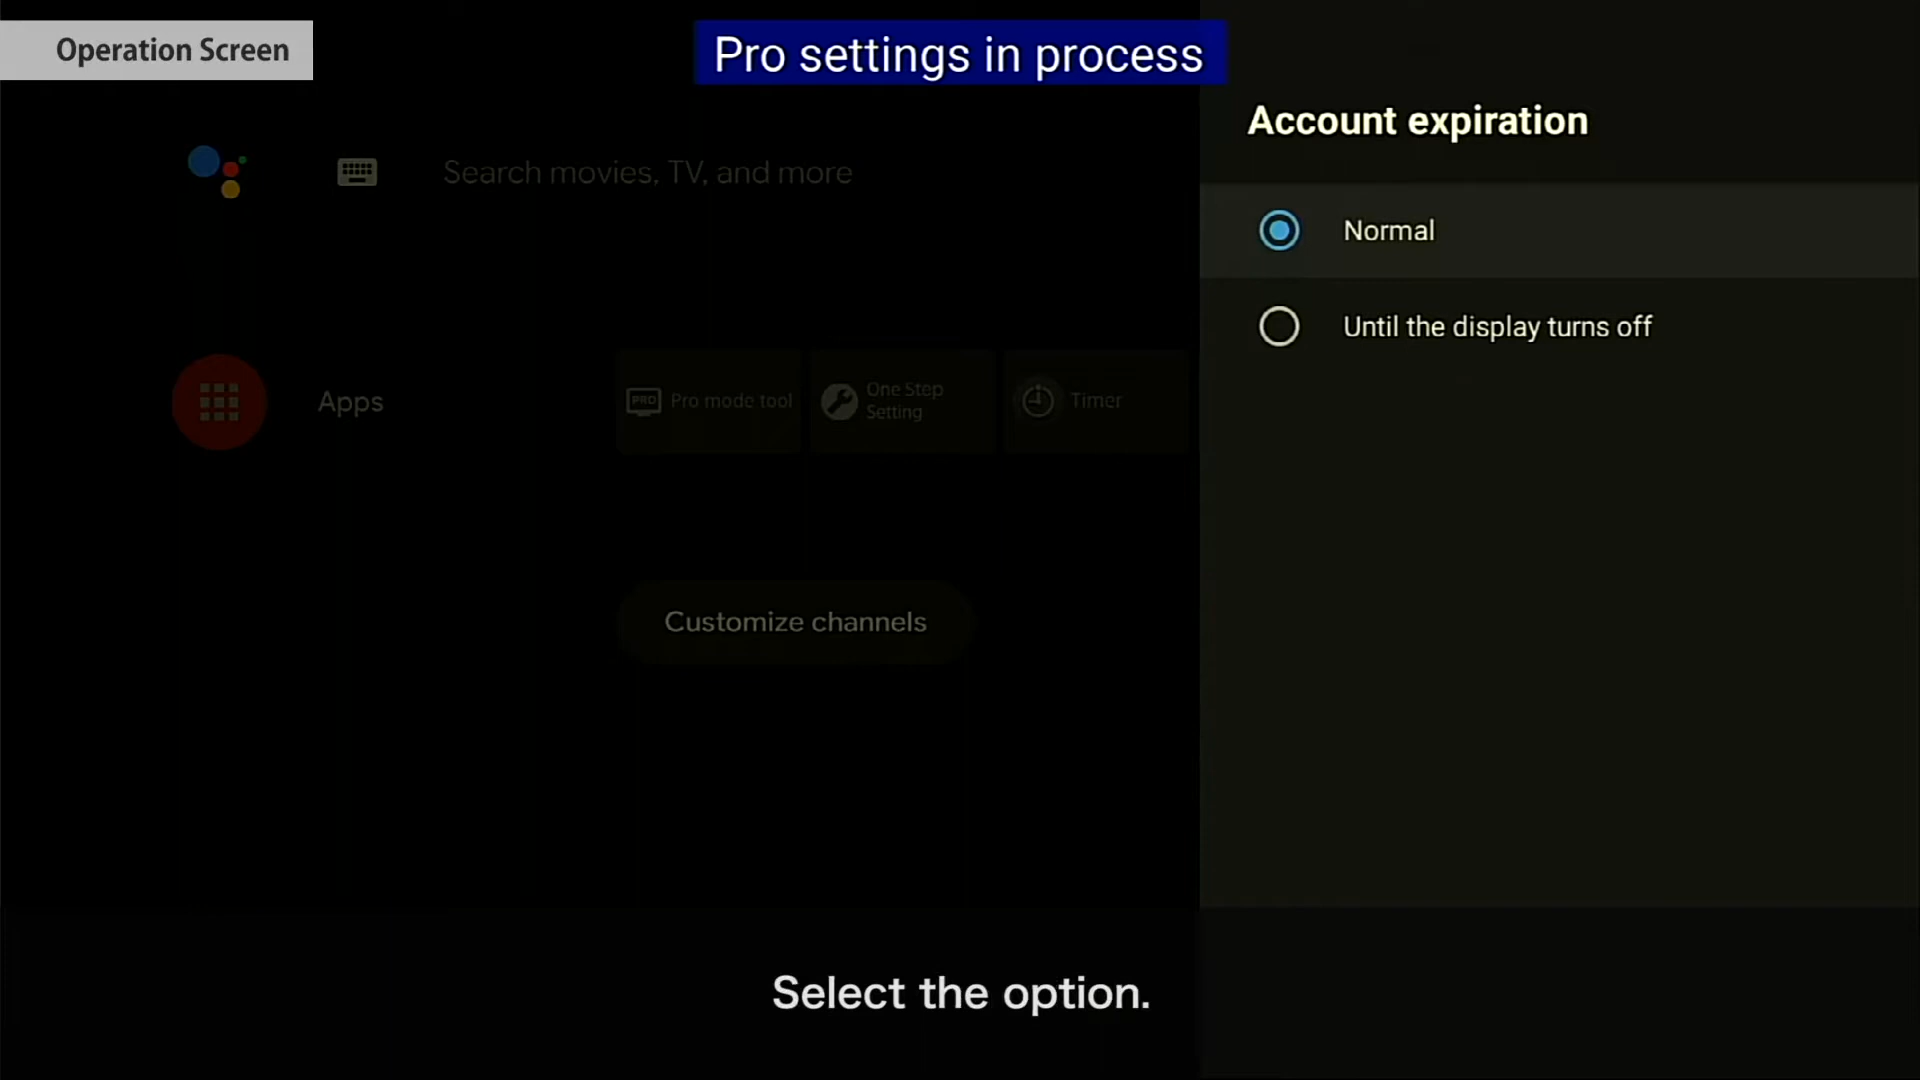 Operation Screen
Pro settings in process
Account expiration
Search movies, TV, and more
Normal
Until the display turns off
Apps
PRO
Pro mode tool
One Step
Setting
Timer
Customize channels
Select the option.